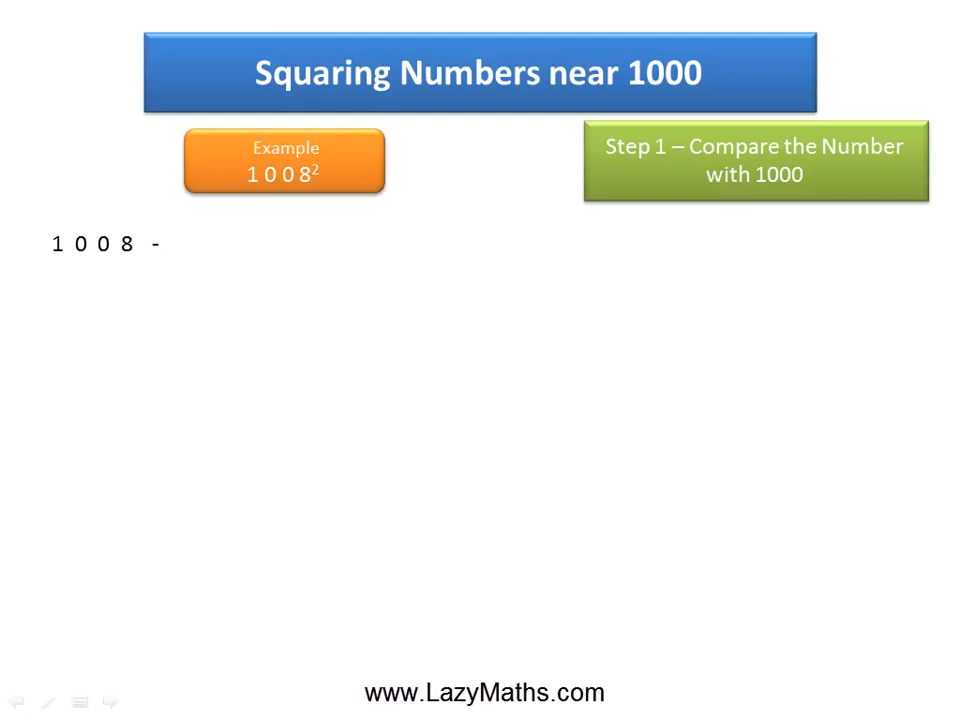 Squaring Numbers near 1000
Example
1 0 0 8²
Step 1 – Compare the Number
with 1000
1 0 0 8 -
www.LazyMaths.com